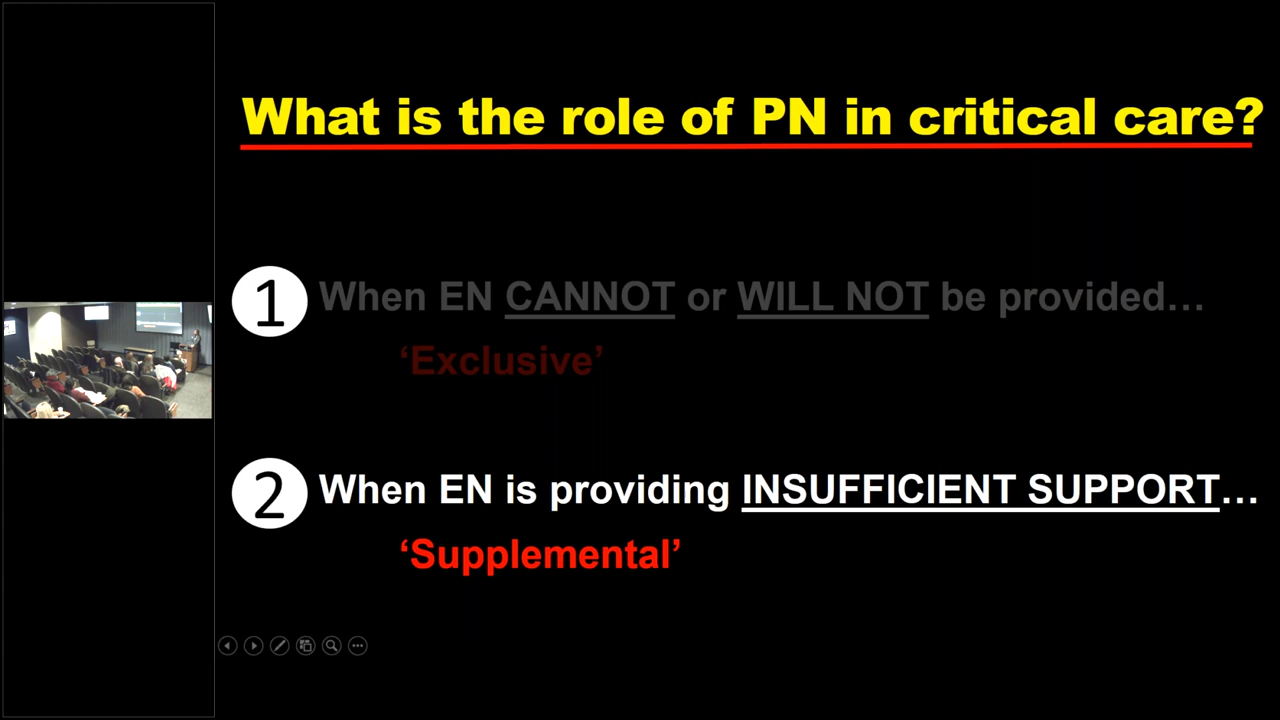 What is the role of PN in critical care?
1 When EN CANNOT or WILL NOT be provided…
‘Exclusive’
2 When EN is providing INSUFFICIENT SUPPORT…
‘Supplemental’